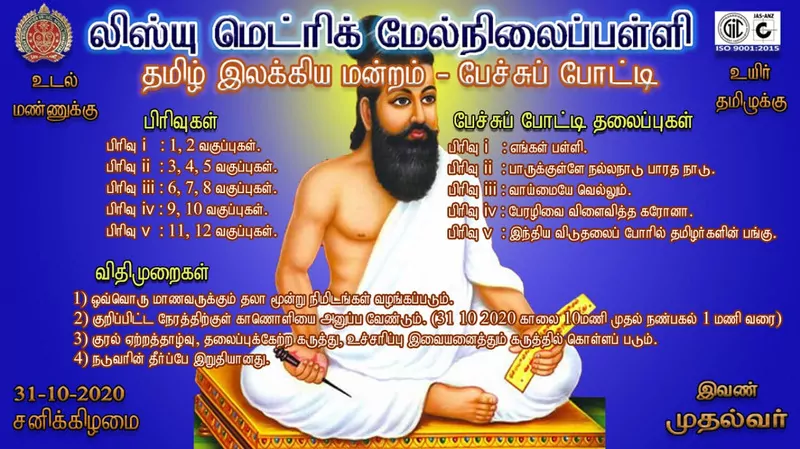 லிஸ்யு மெட்ரிக் மேல்நிலைப்பள்ளி
தமிழ் இலக்கிய மன்றம் - பேச்சுப் போட்டி
உடல்
மண்ணுக்கு
JAS-ANZ
GIC C
ISO 9001:2015
உயிர்
தமிழுக்கு
பிரிவுகள்
பிரிவு i : 1, 2 வகுப்புகள்.
பிரிவு ii : 3, 4, 5 வகுப்புகள்.
பிரிவு iii : 6, 7, 8 வகுப்புகள்.
பிரிவு iv : 9, 10 வகுப்புகள்.
பிரிவு v : 11, 12 வகுப்புகள்.
பேச்சுப் போட்டி தலைப்புகள்
பிரிவு i : எங்கள் பள்ளி.
பிரிவு ii : பாருக்குள்ளே நல்லநாடு பாரத நாடு.
பிரிவு iii : வாய்மையே வெல்லும்.
பிரிவு iv : பேரழிவை விளைவித்த கரோனா.
பிரிவு v : இந்திய விடுதலைப் போரில் தமிழர்களின் பங்கு.
விதிமுறைகள்
1) ஒவ்வொரு மாணவருக்கும் தலா மூன்று நிமிடங்கள் வழங்கப்படும்.
2) குறிப்பிட்ட நேரத்திற்குள் காணொளியை அனுப்ப வேண்டும். (31 10 2020 காலை 10மணி முதல் நண்பகல் 1 மணி வரை)
3) குரல் ஏற்றத்தாழ்வு, தலைப்புக்கேற்ற கருத்து, உச்சரிப்பு இவையனைத்தும் கருத்தில் கொள்ளப் படும்.
4) நடுவரின் தீர்ப்பே இறுதியானது.
31-10-2020
சனிக்கிழமை
இவண்
முதல்வர்